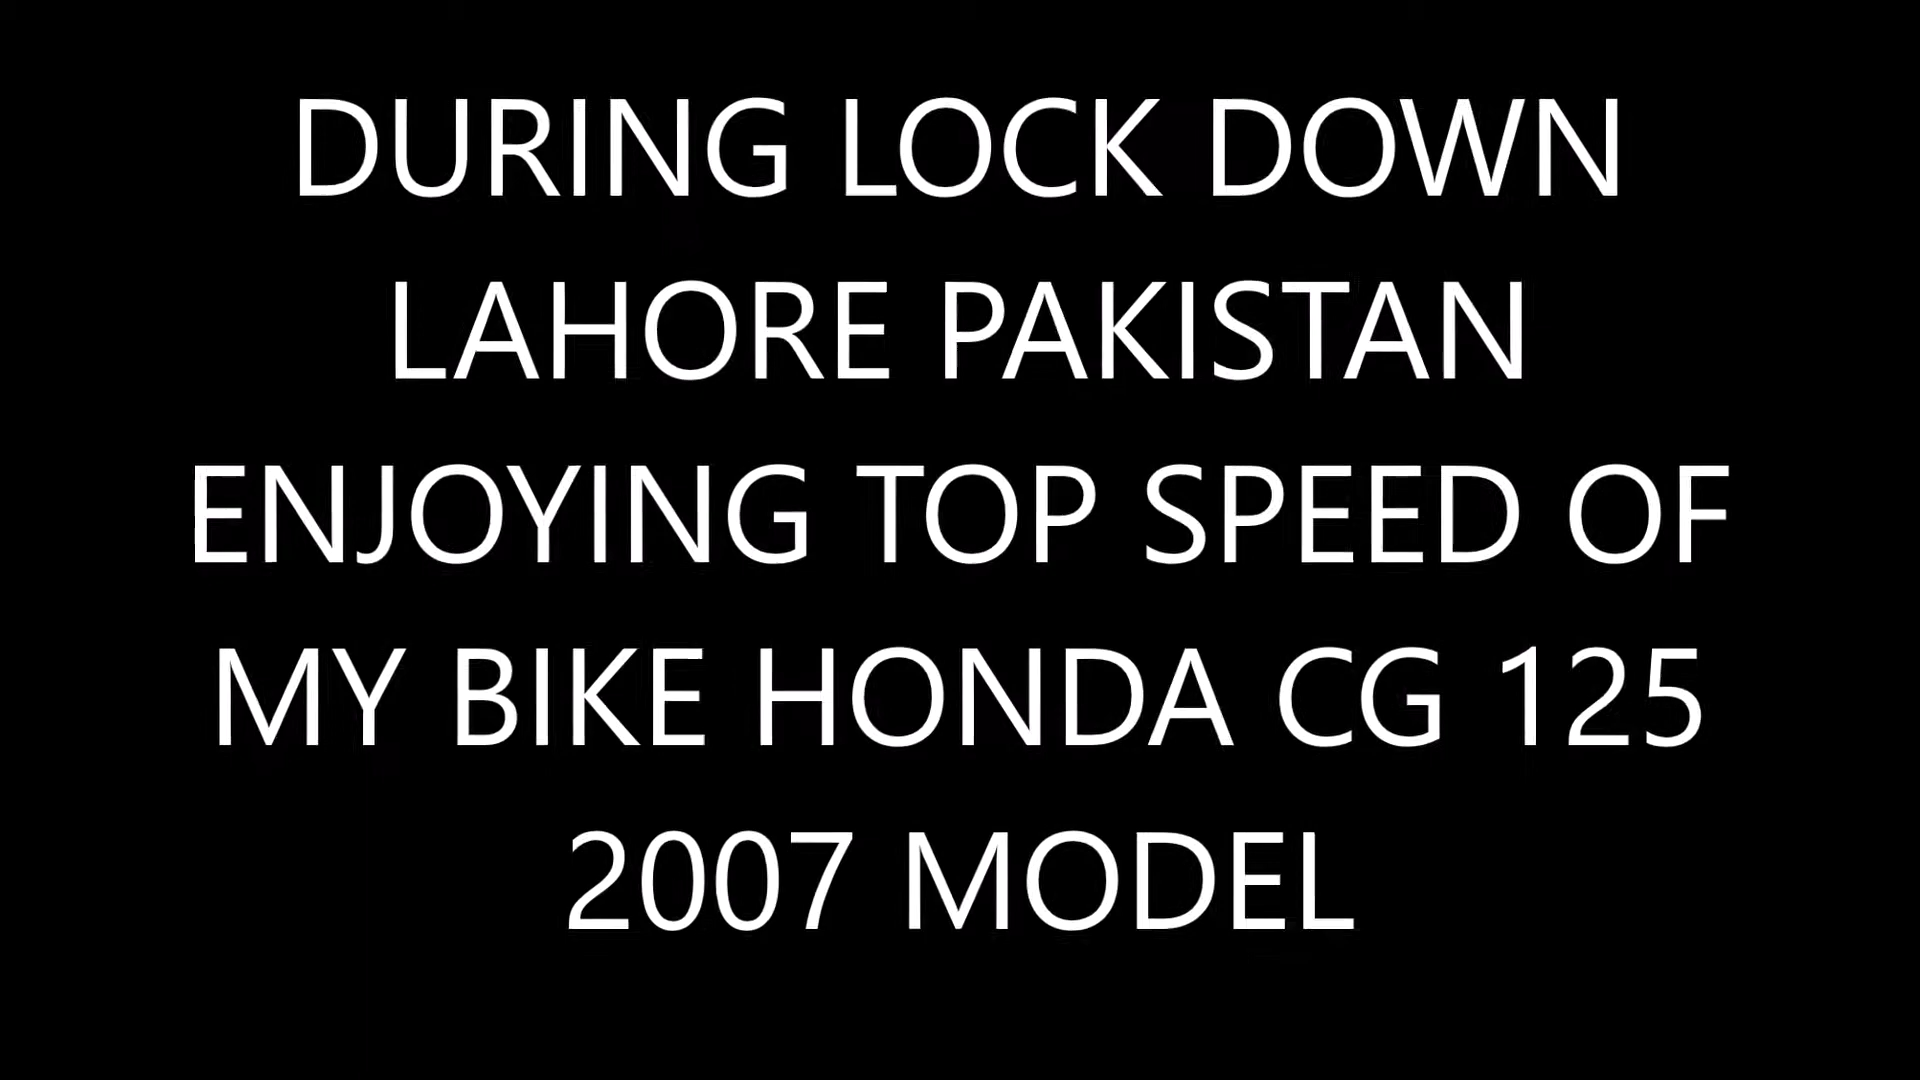 DURING LOCK DOWN
LAHORE PAKISTAN
ENJOYING TOP SPEED OF
MY BIKE HONDA CG 125
2007 MODEL